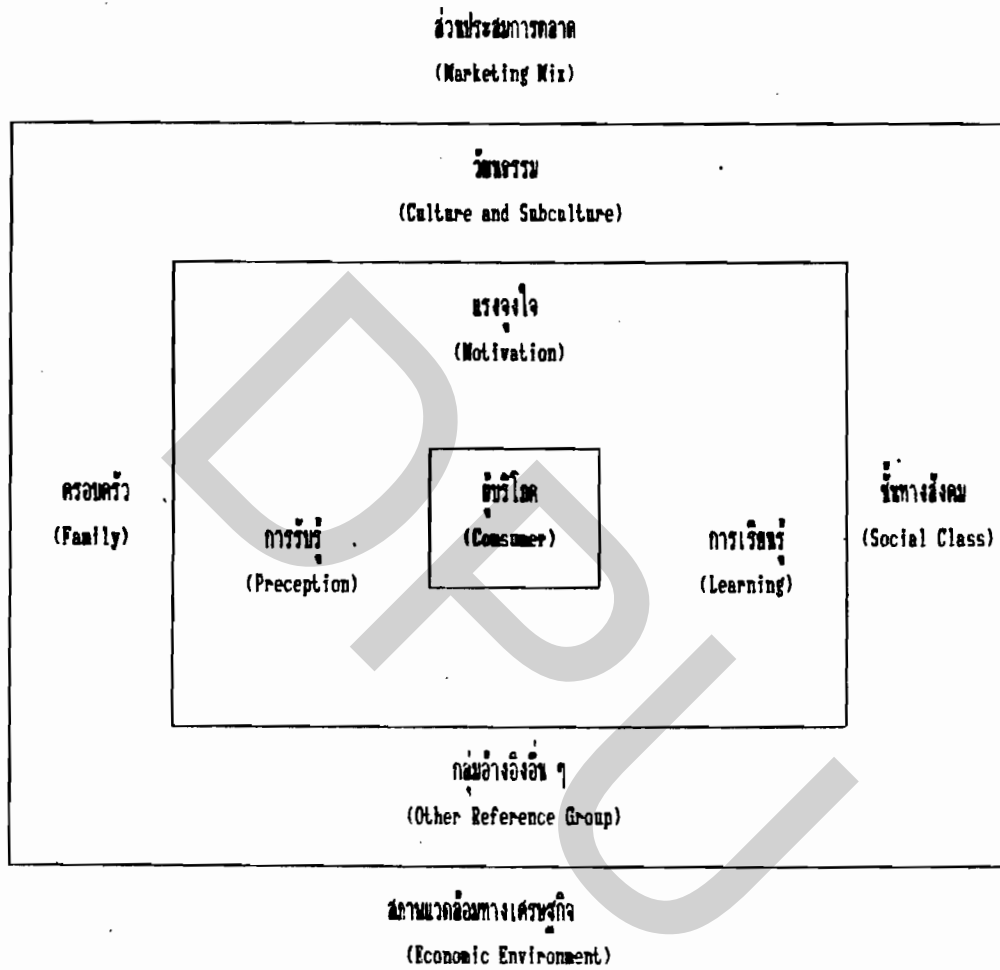 ส่วนประสมการตลาด
(Marketing Mix)
วัฒนธรรม
(Culture and Subculture)
แรงจูงใจ
(Motivation)
ครอบครัว
(Family)
การรับรู้
(Preception)
ผู้บริโภค
(Consumer)
การเรียนรู้
(Learning)
ชั้นทางสังคม
(Social Class)
กลุ่มอ้างอิงอื่น ๆ
(Other Reference Group)
สภาพแวดล้อมทางเศรษฐกิจ
(Economic Environment)
DPU